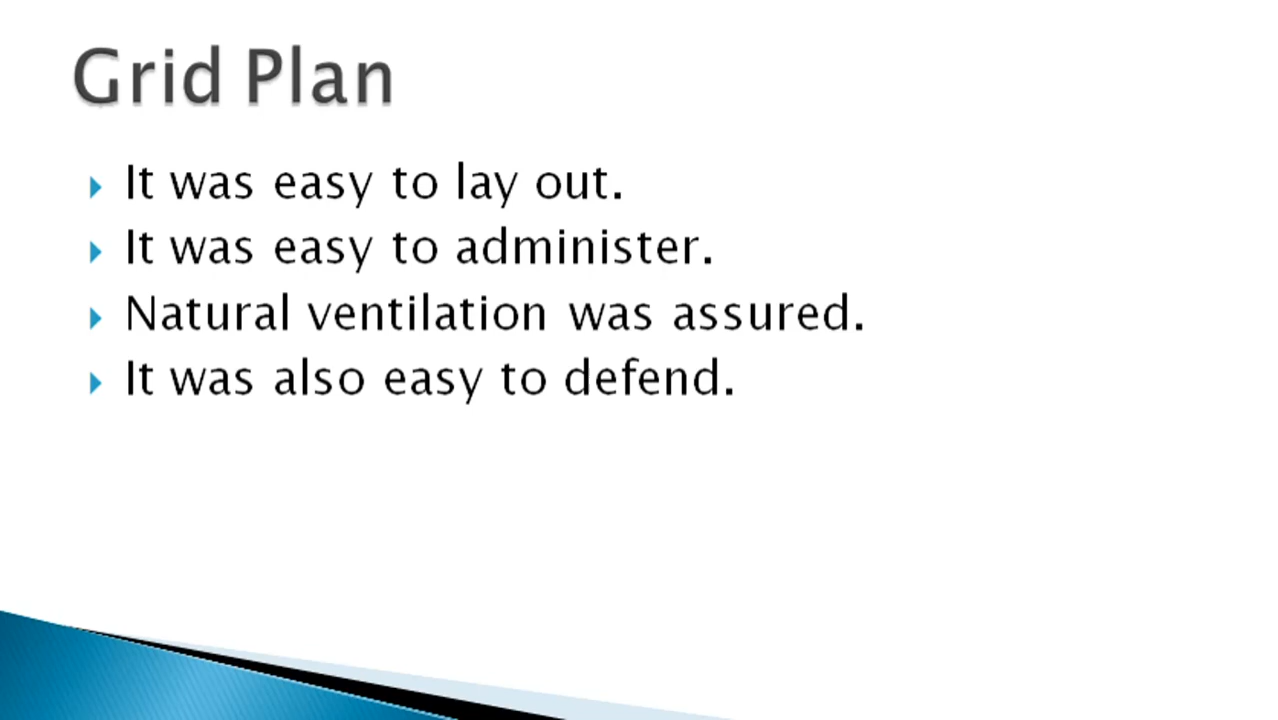 Grid Plan
It was easy to lay out.
It was easy to administer.
Natural ventilation was assured.
It was also easy to defend.